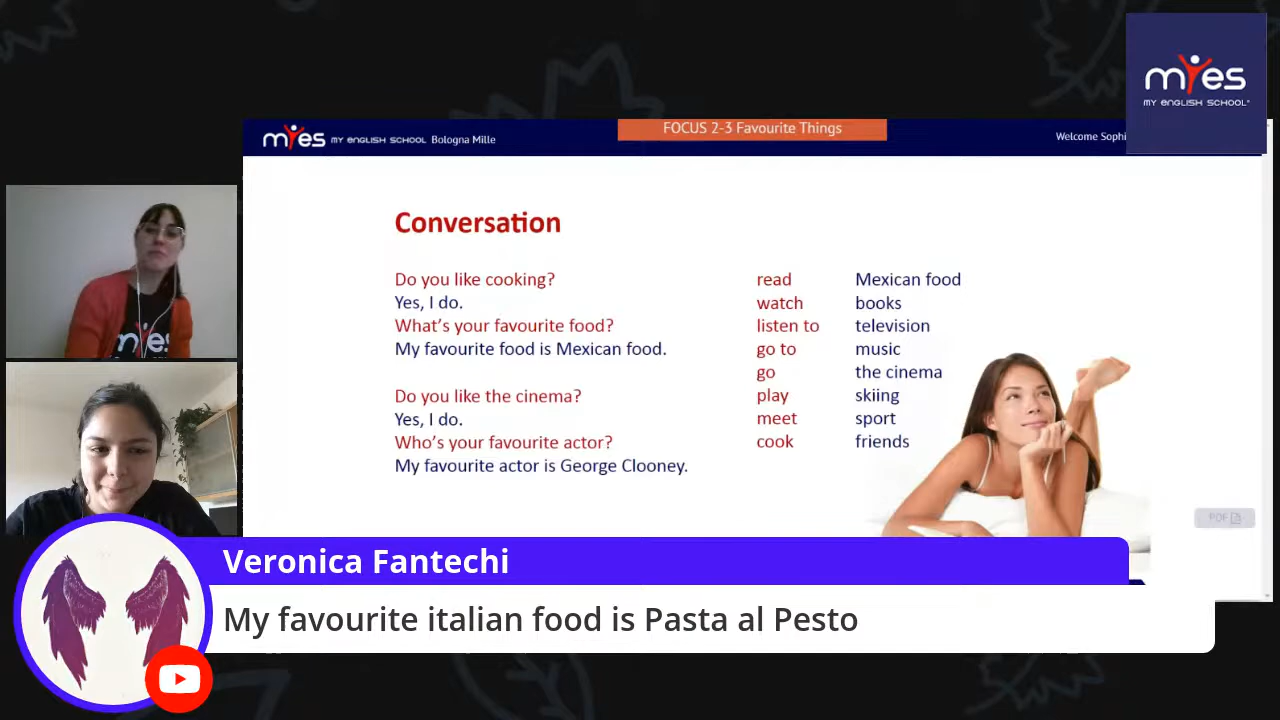 myes
MY ENGLISH SCHOOL®
myes MY ENGLISH SCHOOL Bologna Mille
FOCUS 2-3 Favourite Things
Welcome Sophi
myes
Conversation
Do you like cooking?
Yes, I do.
What's your favourite food?
My favourite food is Mexican food.
Do you like the cinema?
Yes, I do.
Who's your favourite actor?
My favourite actor is George Clooney.
read
watch
listen to
go to
go
play
meet
cook
Mexican food
books
television
music
the cinema
skiing
sport
friends
PDF
Veronica Fantechi
My favourite italian food is Pasta al Pesto